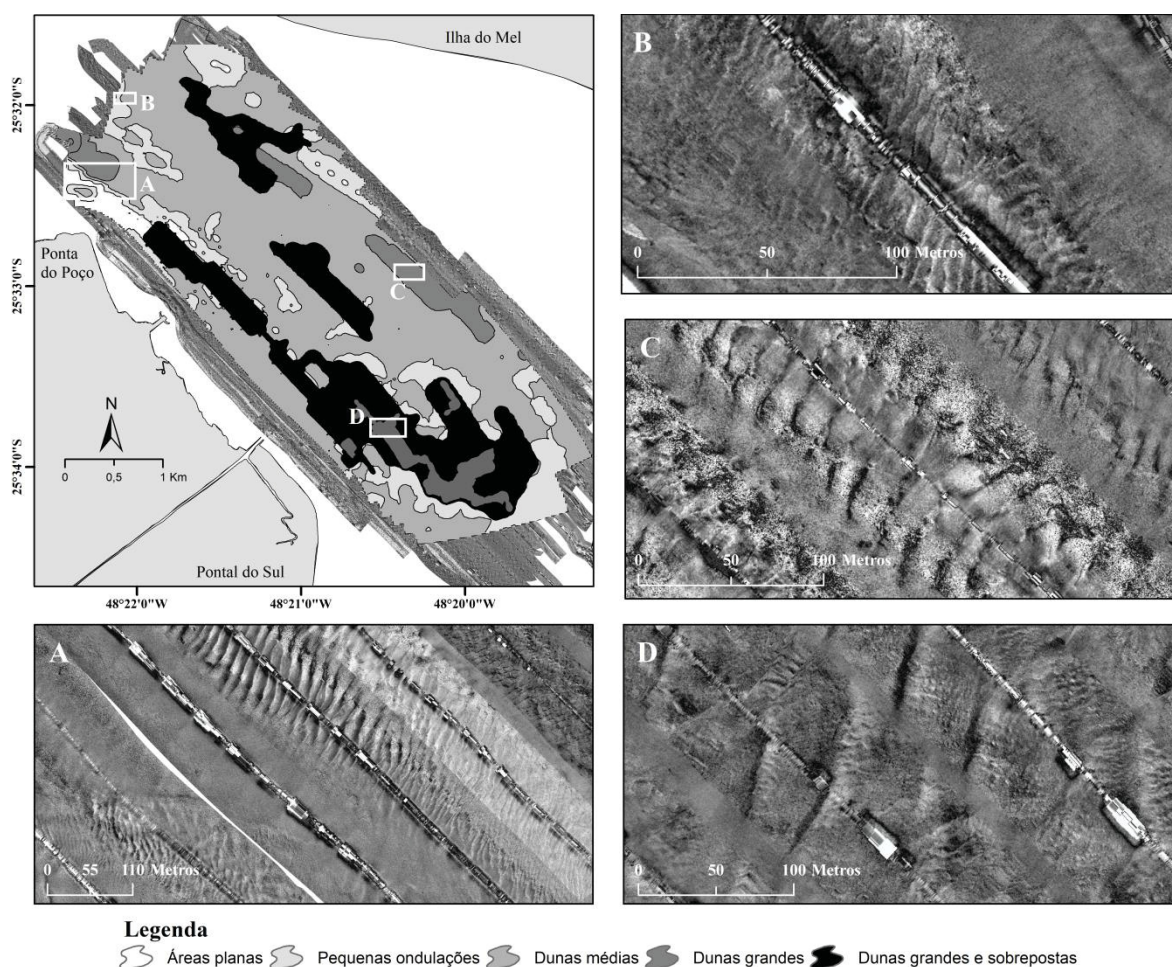 Ilha do Mel
25°32'0"S
B
A
Ponta
do Poço
25°33'0"S
C
N
D
0 0,5 1 Km
25°34'0"S
Pontal do Sul
48°22'0"W 48°21'0"W 48°20'0"W
B
0 50 100 Metros
C
0 50 100 Metros
A
0 55 110 Metros
D
0 50 100 Metros
Legenda
Áreas planas Pequenas ondulações Dunas médias Dunas grandes Dunas grandes e sobrepostas